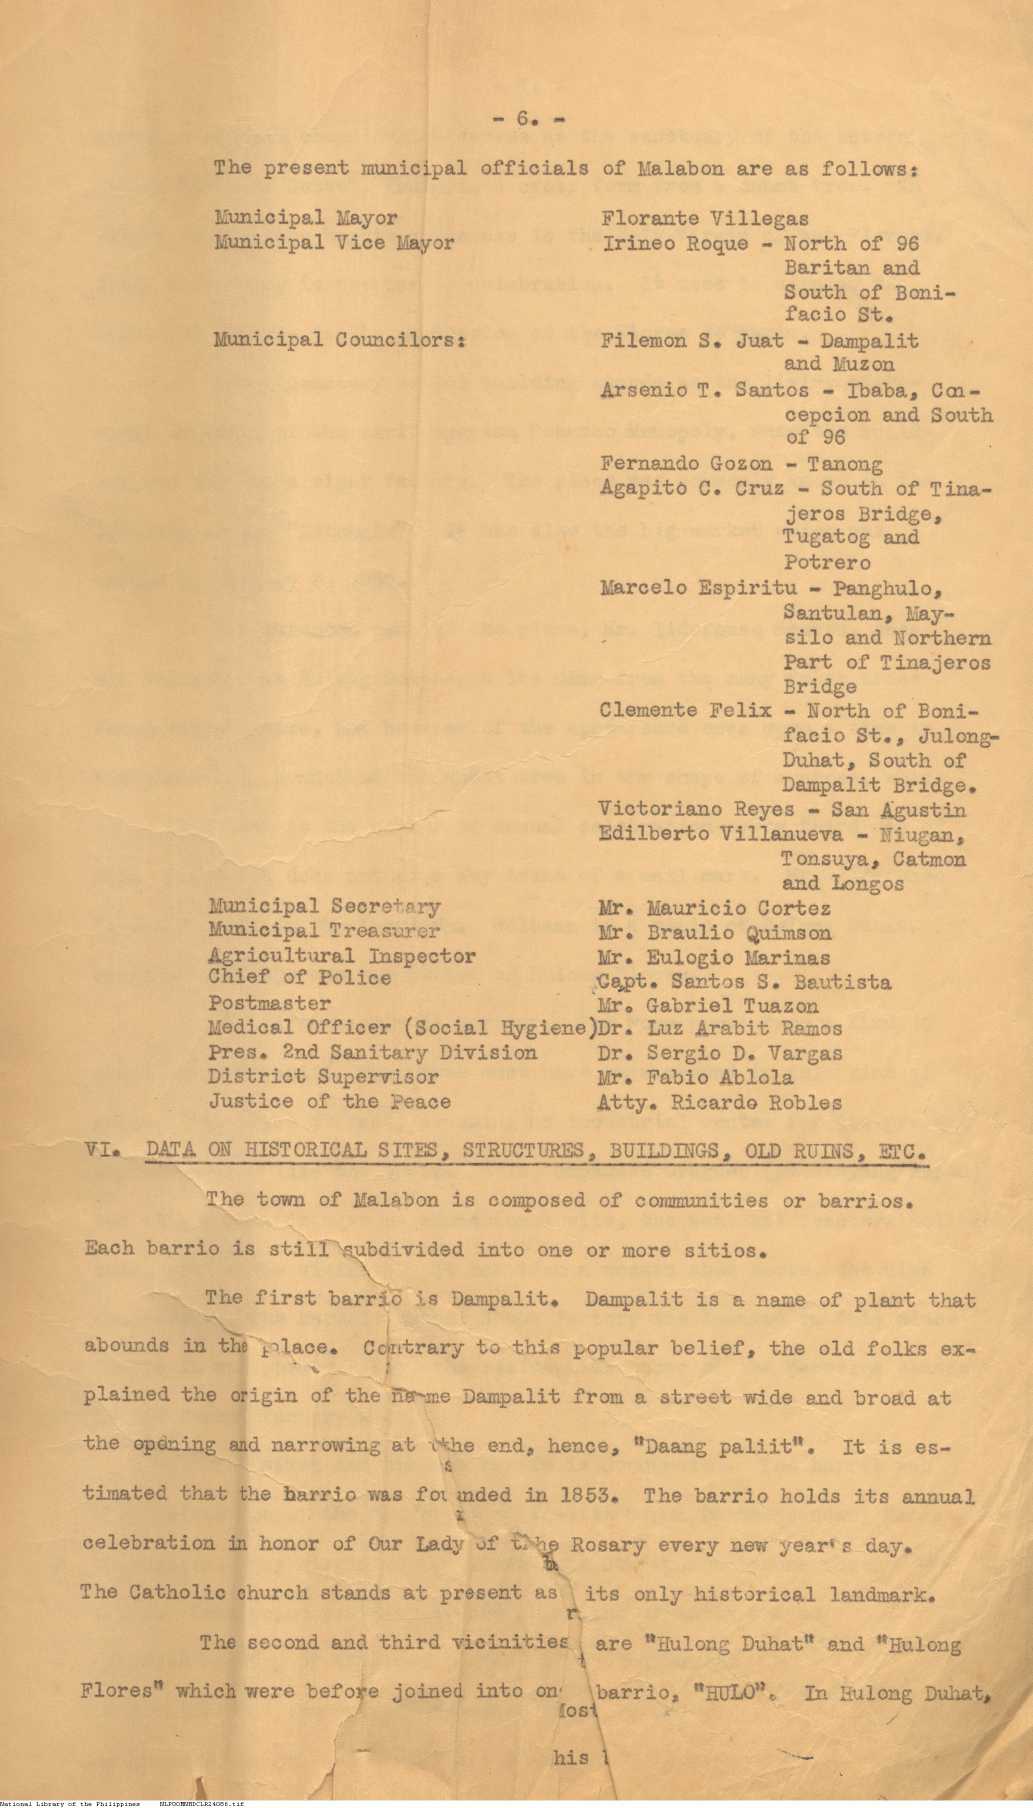 - 6. -
The present municipal officials of Malabon are as follows:
Municipal Mayor Florante Villegas
Municipal Vice Mayor Irineo Roque - North of 96
Baritan and
South of Boni-
facio St.
Municipal Councilors: Filemon S. Juat - Dampalit
and Muzon
Arsenio T. Santos - Ibaba, Con-
cepcion and South
of 96
Fernando Gozon - Tanong
Agapito C. Cruz - South of Tina-
jeros Bridge,
Tugatog and
Potrero
Marcelo Espiritu - Panghulo,
Santulan, May-
silo and Northern
Part of Tinajeros
Bridge
Clemente Felix - North of Boni-
facio St., Julong-
Duhat, South of
Dampalit Bridge.
Victoriano Reyes - San Agustin
Edilberto Villanueva - Niugan,
Tonsuya, Catmon
and Longos
Municipal Secretary Mr. Mauricio Cortez
Municipal Treasurer Mr. Braulio Quimson
Agricultural Inspector Mr. Eulogio Marinas
Chief of Police Capt. Santos S. Bautista
Postmaster Mr. Gabriel Tuazon
Medical Officer (Social Hygiene)Dr. Luz Arabit Ramos
Pres. 2nd Sanitary Division Dr. Sergio D. Vargas
District Supervisor Mr. Fabio Ablola
Justice of the Peace Atty. Ricardo Robles
VI. DATA ON HISTORICAL SITES, STRUCTURES, BUILDINGS, OLD RUINS, ETC.
The town of Malabon is composed of communities or barrios.
Each barrio is still subdivided into one or more sitios.
The first barrio is Dampalit. Dampalit is a name of plant that
abounds in the place. Contrary to this popular belief, the old folks ex-
plained the origin of the name Dampalit from a street wide and broad at
the opening and narrowing at the end, hence, "Daang paliit". It is es-
timated that the barrio was founded in 1853. The barrio holds its annual
celebration in honor of Our Lady of the Rosary every new year's day.
The Catholic church stands at present as its only historical landmark.
The second and third vicinities are "Hulong Duhat" and "Hulong
Flores" which were before joined into on barrio, "HULO". In Hulong Duhat,
his
National Library of the Philippines NLPOOMNHDCLR24086.tif